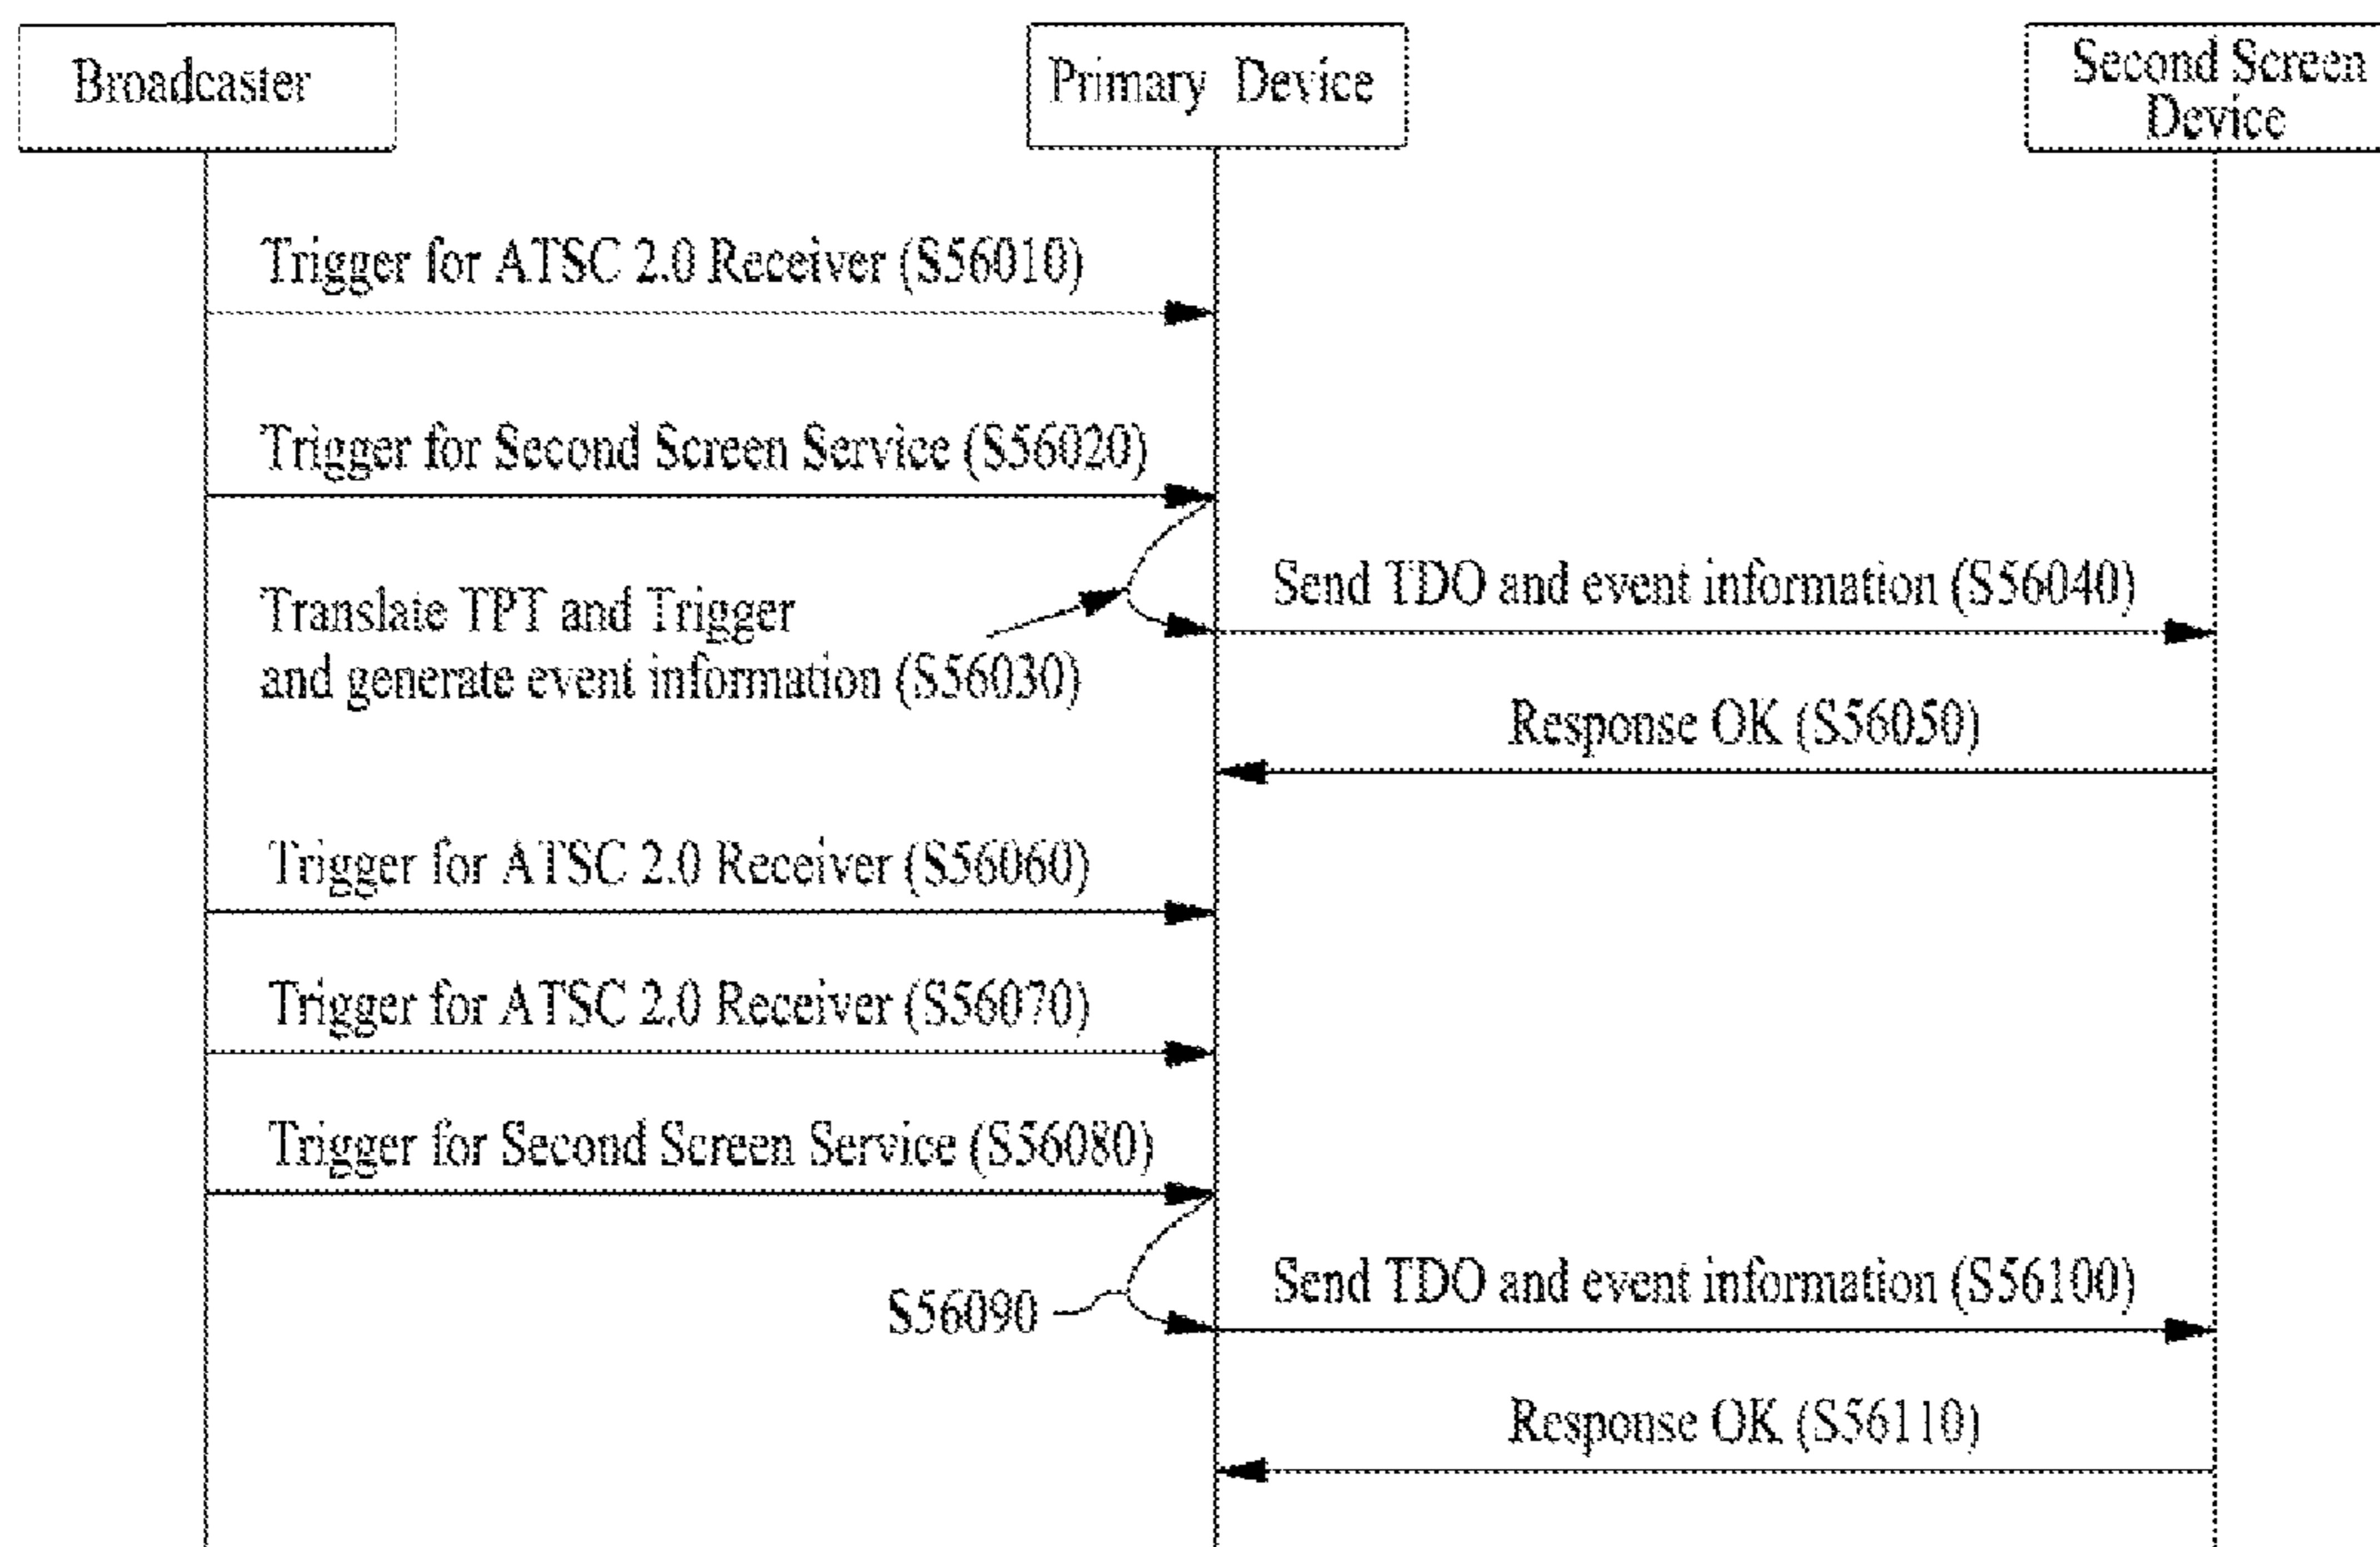 Broadcaster
Primary Device
Second Screen
Device
Trigger for ATSC 2.0 Receiver (S56010)
Trigger for Second Screen Service (S56020)
Translate TPT and Trigger
and generate event information (S56030)
Send TDO and event information (S56040)
Response OK (S56050)
Trigger for ATSC 2.0 Receiver (S56060)
Trigger for ATSC 2.0 Receiver (S56070)
Trigger for Second Screen Service (S56080)
S56090
Send TDO and event information (S56100)
Response OK (S56110)